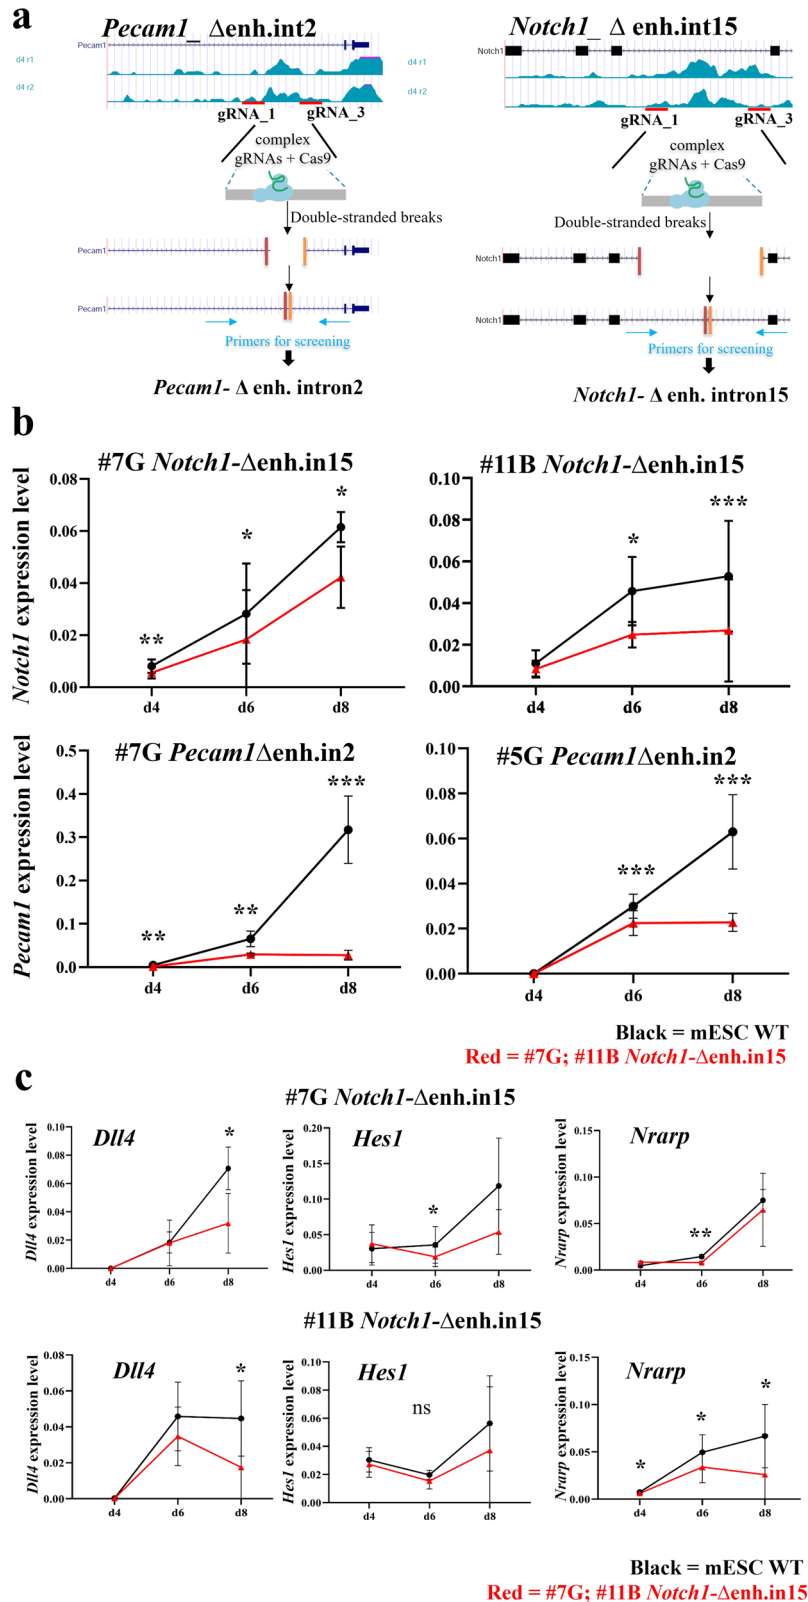 a
Pecam1_ Δenh.int2
Notch1_ Δ enh.int15
Pecam1
Notch1
d4 r1
d4 r1
d4 r2
d4 r2
gRNA_1 gRNA_3
gRNA_1 gRNA_3
complex
gRNAs + Cas9
complex
gRNAs + Cas9
Double-stranded breaks
Double-stranded breaks
Pecam1
Notch1
Pecam1
Notch1
Primers for screening
Primers for screening
Pecam1- Δ enh. intron2
Notch1- Δ enh. intron15
b
#7G Notch1-Δenh.in15
Notch1 expression level
0.08
0.06
0.04
0.02
0.00
**
*
*
d4 d6 d8
#11B Notch1-Δenh.in15
0.10
0.08
0.06
0.04
0.02
0.00
*
***
d4 d6 d8
#7G Pecam1Δenh.in2
Pecam1 expression level
0.5
0.4
0.3
0.2
0.1
0.0
**
**
***
d4 d6 d8
#5G Pecam1Δenh.in2
0.10
0.08
0.06
0.04
0.02
0.00
***
***
d4 d6 d8
Black = mESC WT
Red = #7G; #11B Notch1-Δenh.in15
c
#7G Notch1-Δenh.in15
Dll4
Dll4 expression level
0.10
0.08
0.06
0.04
0.02
0.00
*
d4 d6 d8
Hes1
Hes1 expression level
0.20
0.15
0.10
0.05
0.00
*
d4 d6 d8
Nrarp
Nrarp expression level
0.15
0.10
0.05
0.00
**
d4 d6 d8
#11B Notch1-Δenh.in15
Dll4
Dll4 expression level
0.08
0.06
0.04
0.02
0.00
*
d4 d6 d8
Hes1
Hes1 expression level
0.10
0.08
0.06
0.04
0.02
0.00
ns
d4 d6 d8
Nrarp
Nrarp expression level
0.15
0.10
0.05
0.00
*
*
*
d4 d6 d8
Black = mESC WT
Red = #7G; #11B Notch1-Δenh.in15